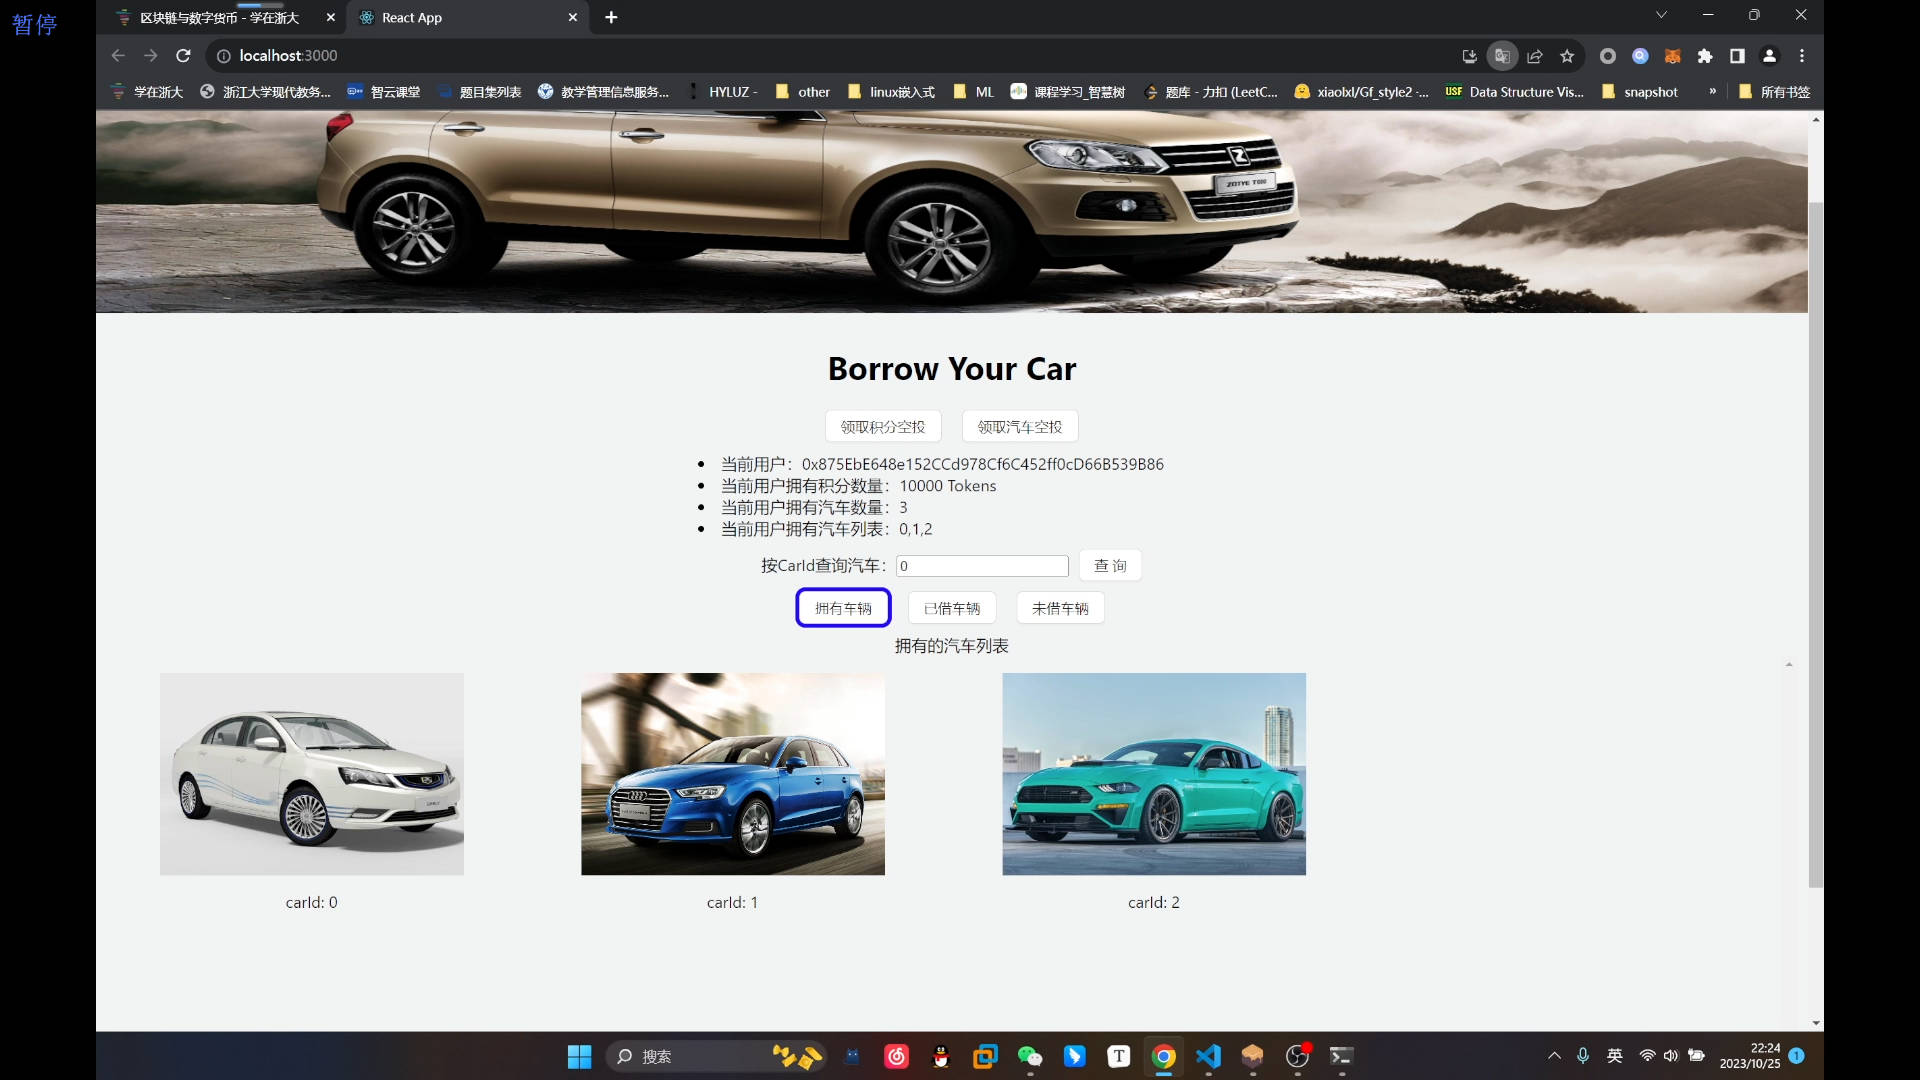 暂停
区块链与数字货币 - 学在浙大
React App
localhost:3000
学在浙大
浙江大学现代教务...
智云课堂
题目集列表
教学管理信息服务...
HYLUZ -
other
linux嵌入式
ML
课程学习_智慧树
题库 - 力扣 (LeetC...
xiaolxl/Gf_style2 -...
USF
Data Structure Vis...
snapshot
»
所有书签
ZOTYE T600
Borrow Your Car
领取积分空投
领取汽车空投
当前用户：0x875EbE648e152CCd978Cf6C452ff0cD66B539B86
当前用户拥有积分数量：10000 Tokens
当前用户拥有汽车数量：3
当前用户拥有汽车列表：0,1,2
按CarId查询汽车：
0
查 询
拥有车辆
已借车辆
未借车辆
拥有的汽车列表
carId: 0
carId: 1
carId: 2
搜索
T
英
22:24
2023/10/25
1